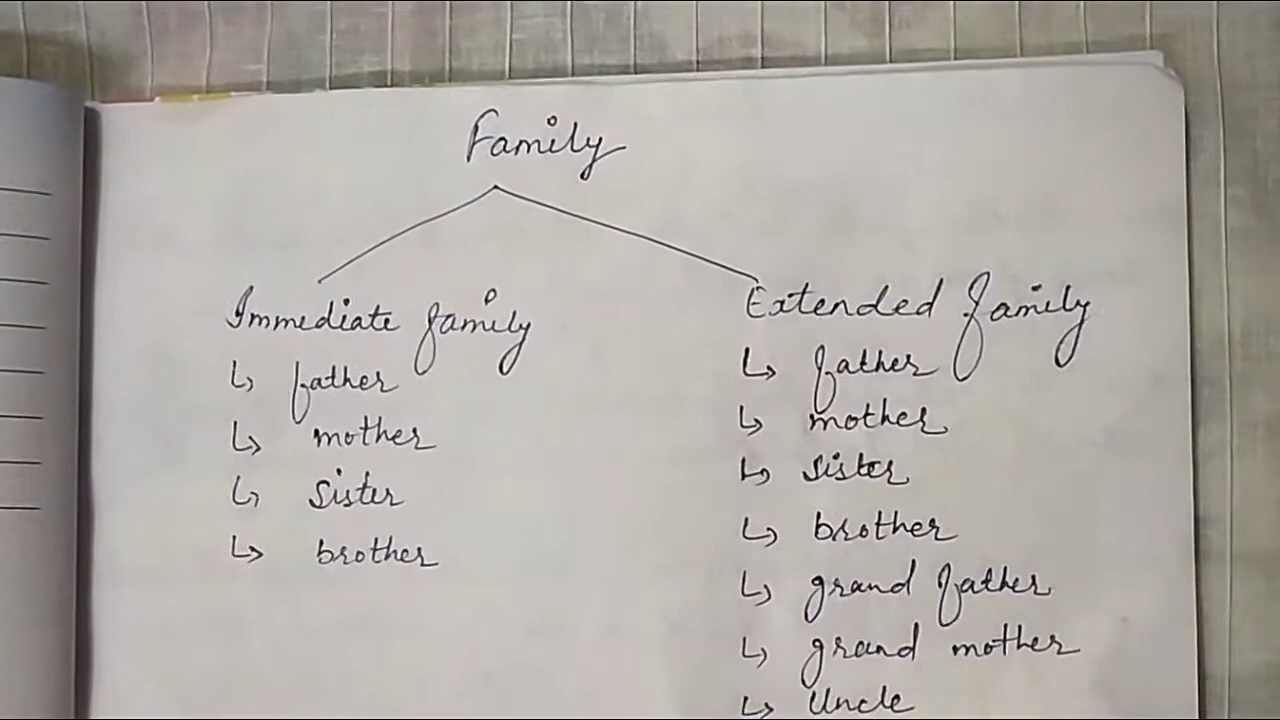 Family
Immediate family
↳ father
↳ mother
↳ sister
↳ brother
Extended family
↳ father
↳ mother
↳ sister
↳ brother
↳ grand father
↳ grand mother
↳ Uncle